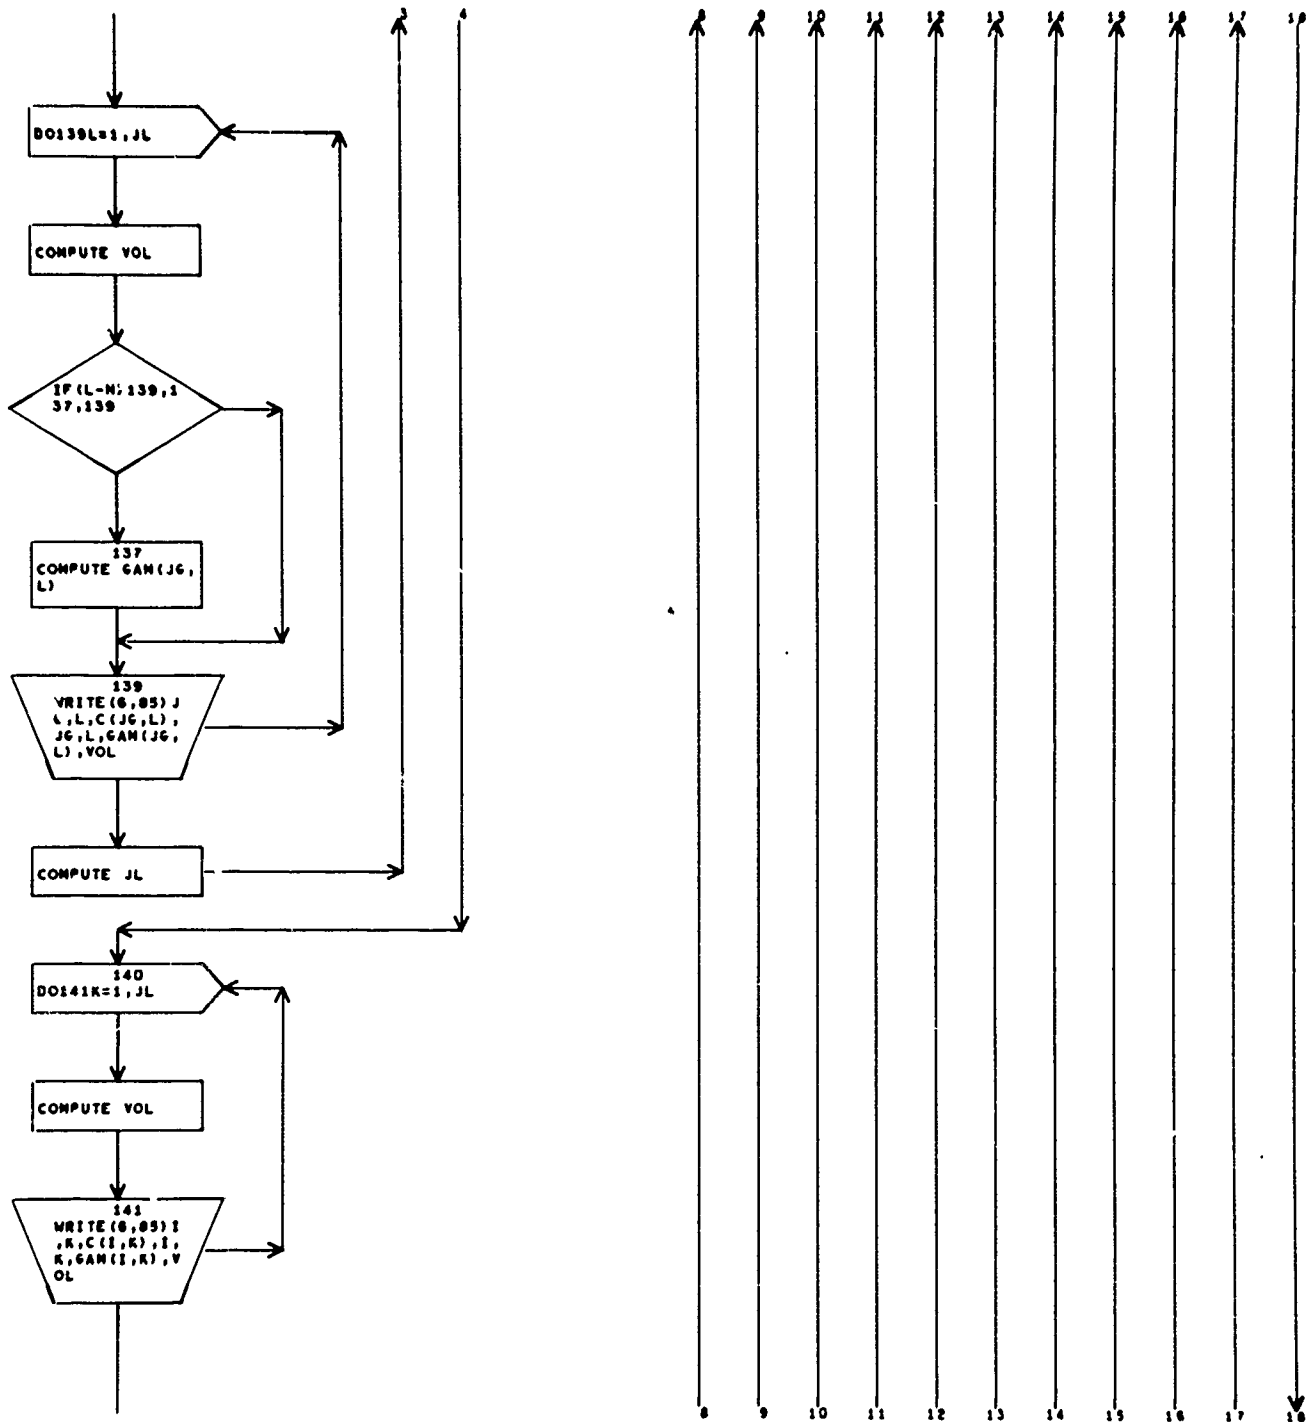 3 4 8 9 10 11 12 13 14 15 16 17 18
DO139L=1,JL
COMPUTE VOL
IF(L-N)139,1
37,139
137
COMPUTE GAM(JG,
L)
139
WRITE(6,85)J
,L,C(JG,L),
JG,L,GAM(JG,
L),VOL
COMPUTE JL
140
DO141K=1,JL
COMPUTE VOL
141
WRITE(6,85)I
,K,C(I,K),I,
K,GAM(I,K),V
OL
8 9 10 11 12 13 14 15 16 17 18